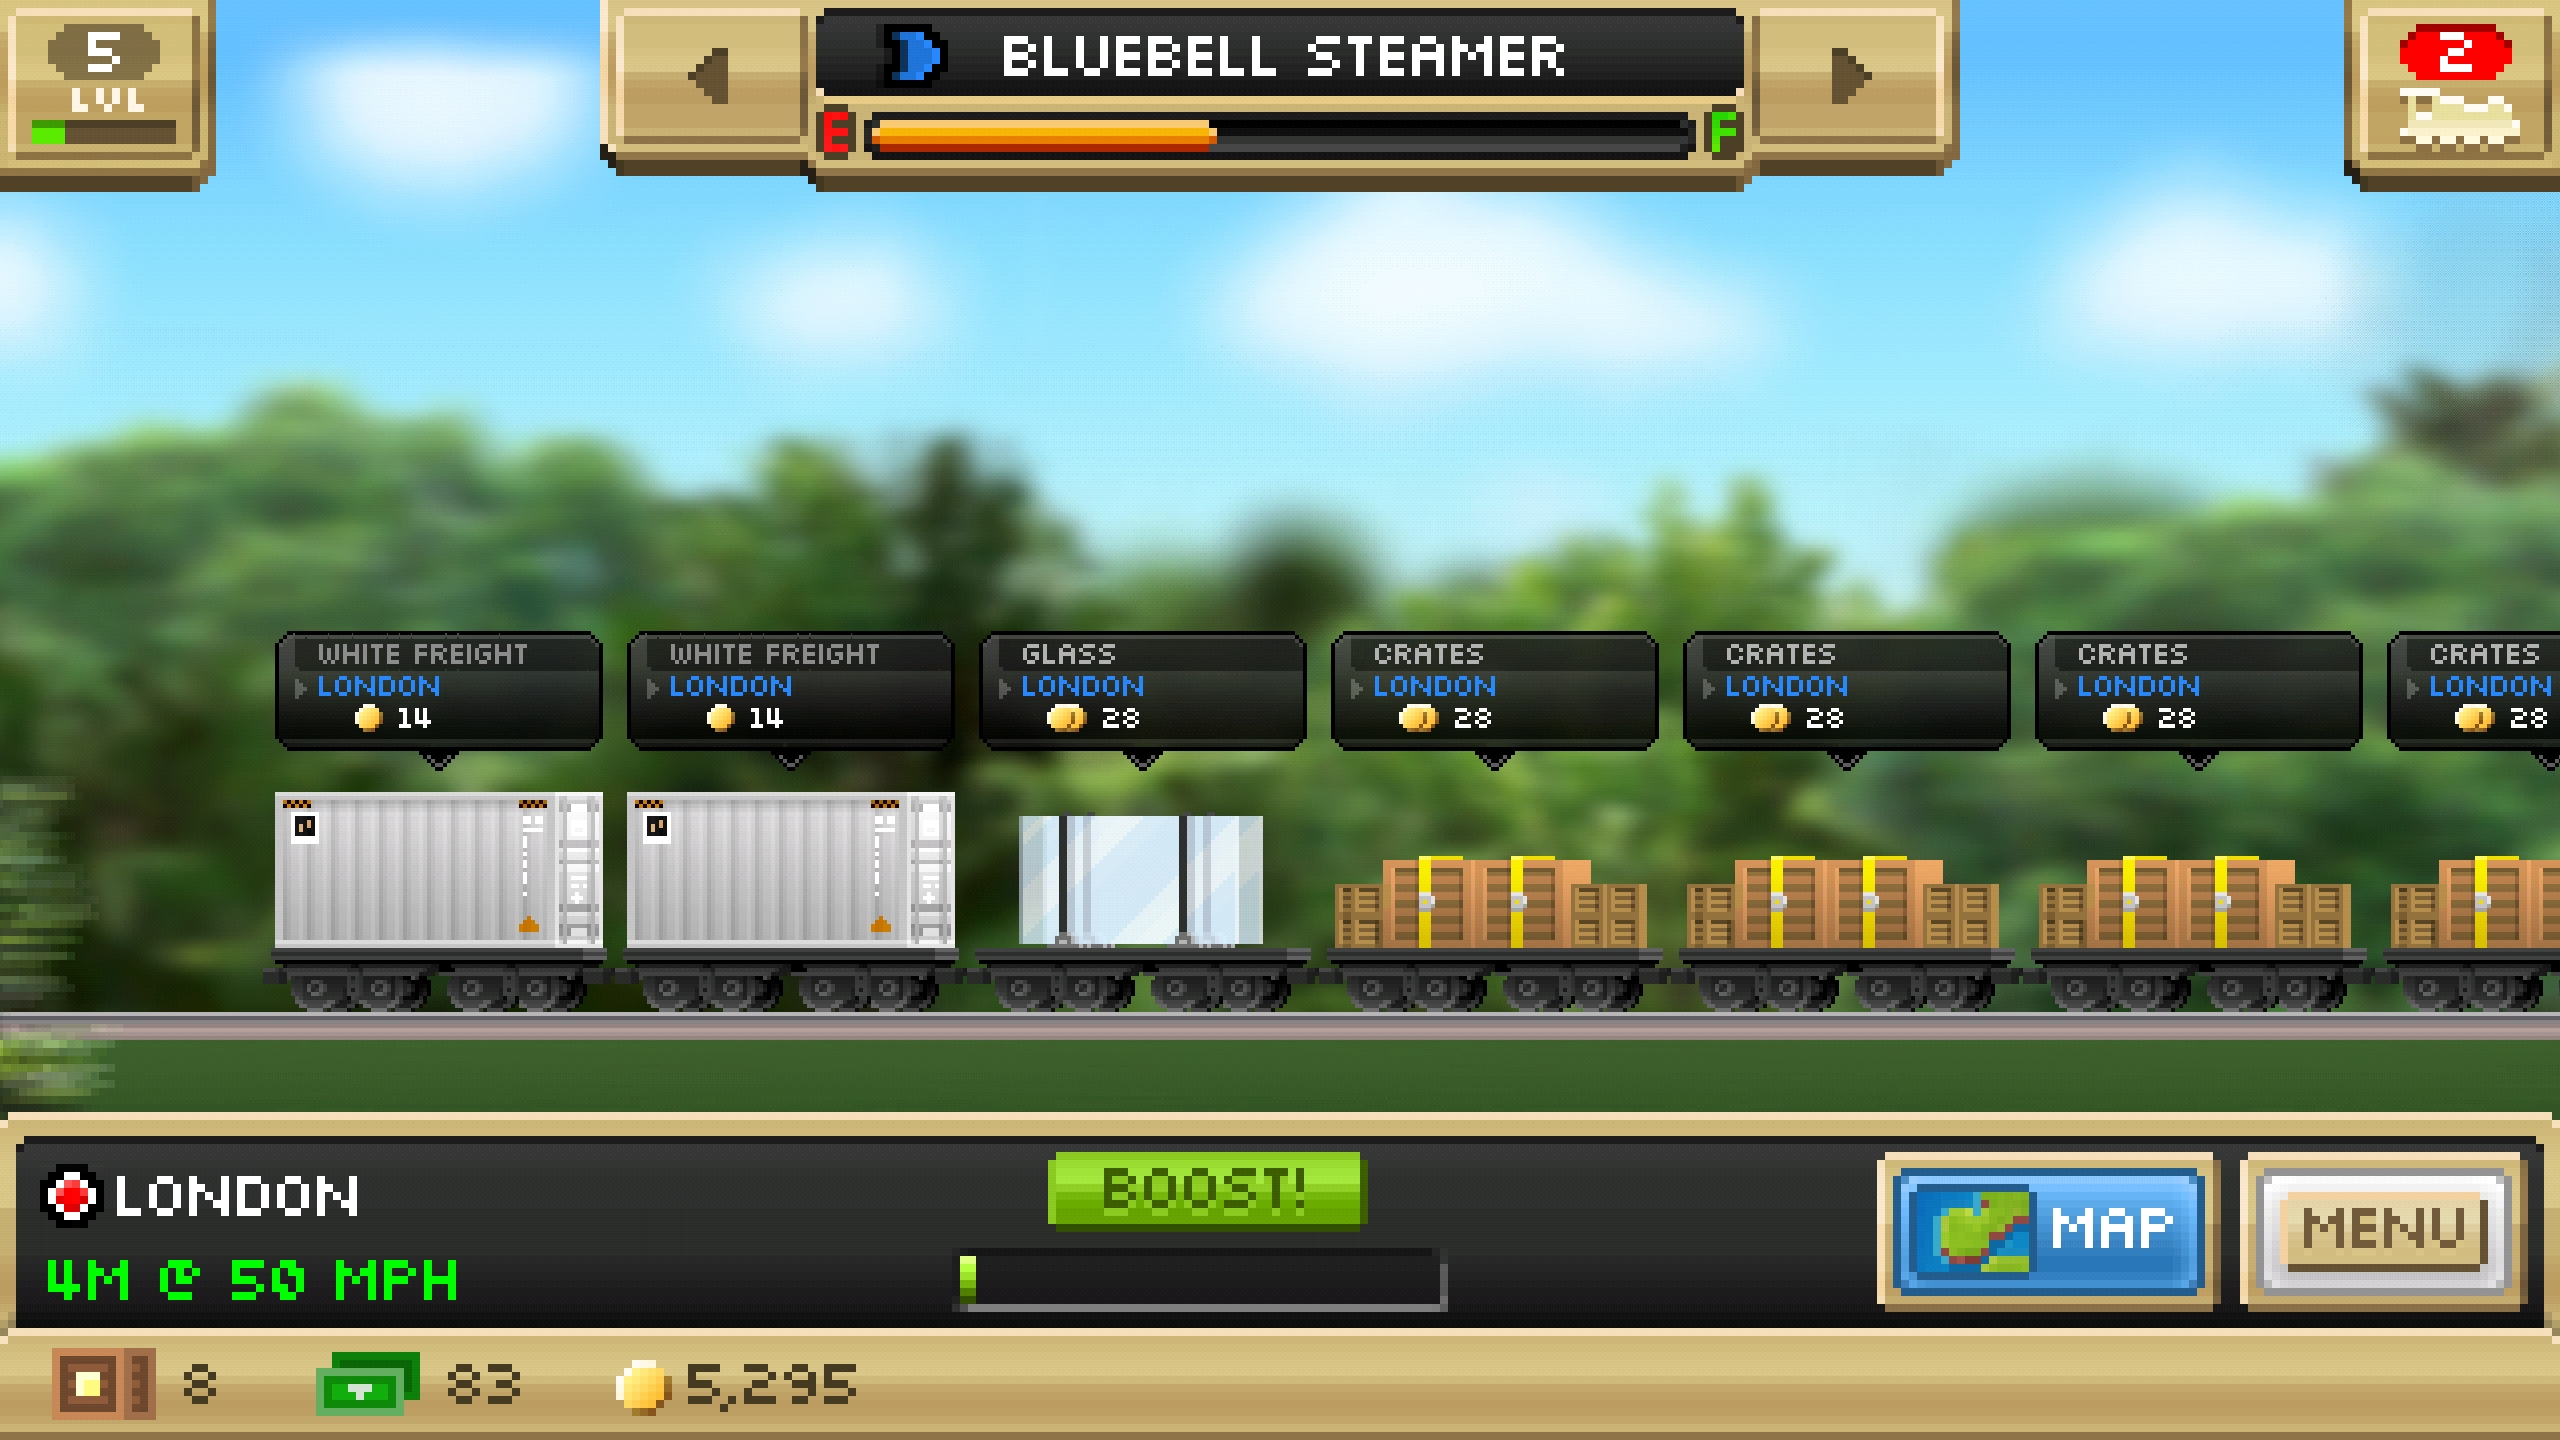 5
LVL
BLUEBELL STEAMER
E
F
2
WHITE FREIGHT
LONDON
14
WHITE FREIGHT
LONDON
14
GLASS
LONDON
28
CRATES
LONDON
28
CRATES
LONDON
28
CRATES
LONDON
28
CRATES
LONDON
28
LONDON
4M @ 50 MPH
BOOST!
MAP
MENU
8
83
5,295